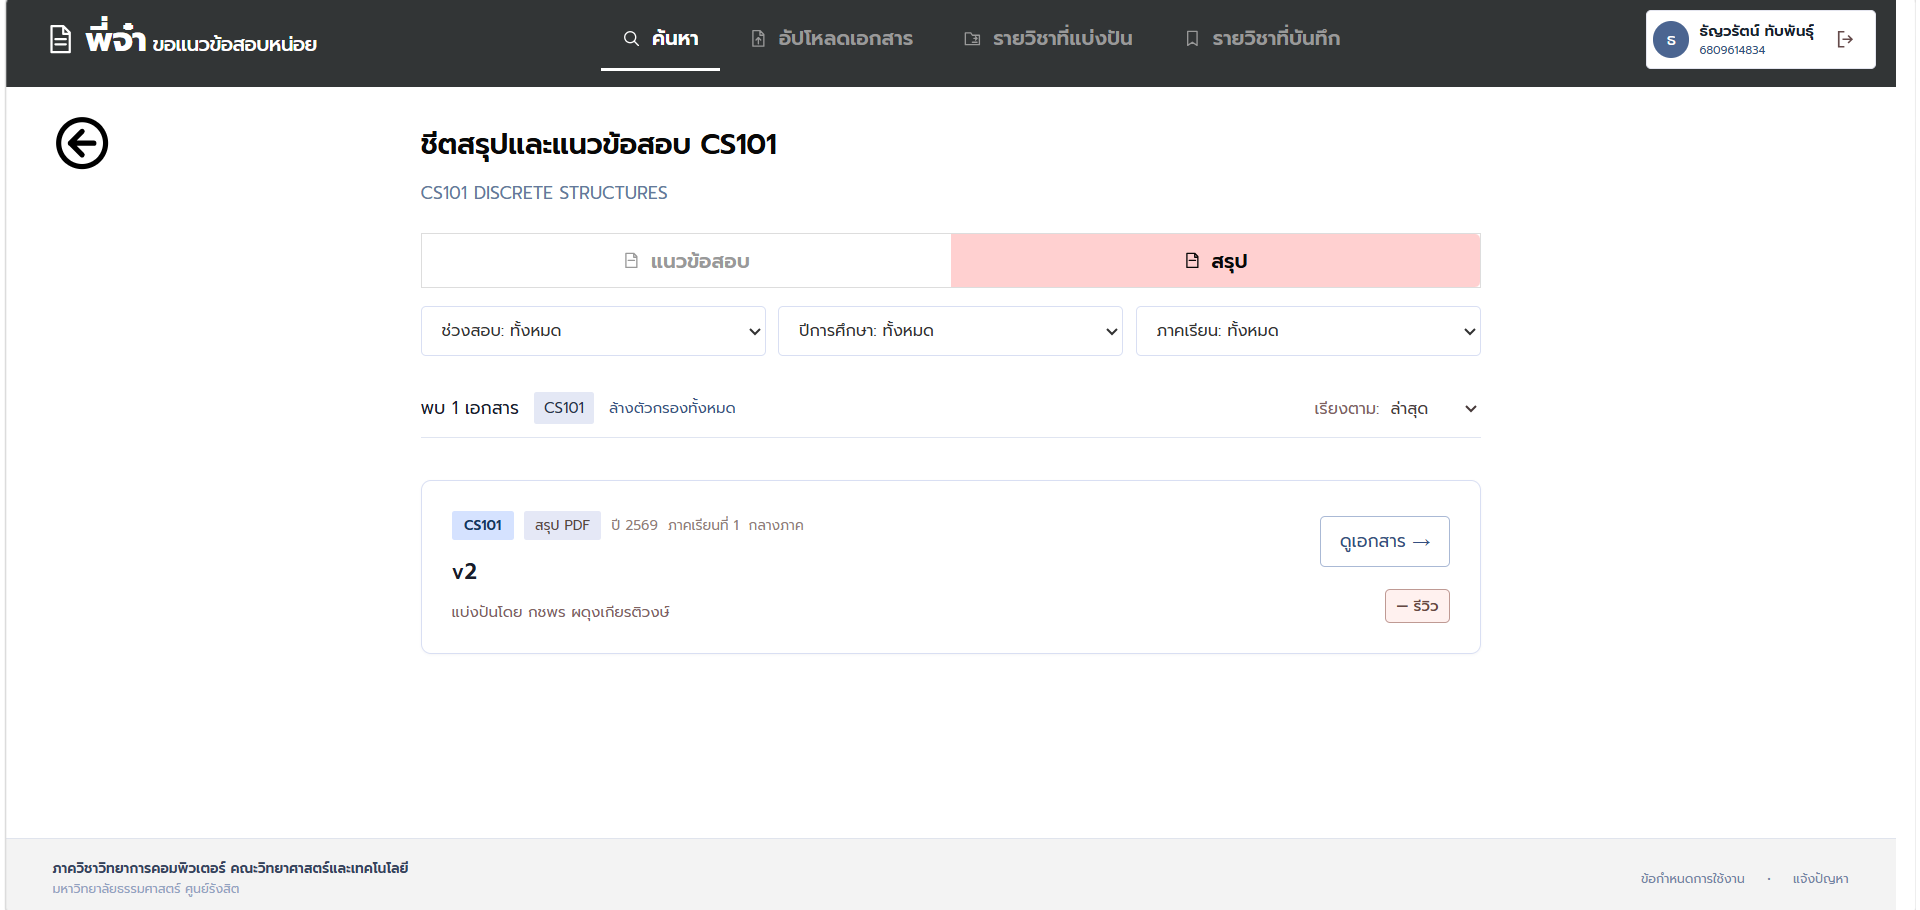 พี่จ๋า ขอแนวข้อสอบหน่อย
ค้นหา
อัปโหลดเอกสาร
รายวิชาที่แบ่งปัน
รายวิชาที่บันทึก
ธ
ธัญวรัตน์ ทับพันธุ์
6809614834
ชีตสรุปและแนวข้อสอบ CS101
CS101 DISCRETE STRUCTURES
แนวข้อสอบ
สรุป
ช่วงสอบ: ทั้งหมด
ปีการศึกษา: ทั้งหมด
ภาคเรียน: ทั้งหมด
พบ 1 เอกสาร CS101 ล้างตัวกรองทั้งหมด
เรียงตาม: ล่าสุด
CS101 สรุป PDF ปี 2569 ภาคเรียนที่ 1 กลางภาค
ดูเอกสาร →
v2
แบ่งปันโดย กชพร ผดุงเกียรติวงษ์
– รีวิว
ภาควิชาวิทยาการคอมพิวเตอร์ คณะวิทยาศาสตร์และเทคโนโลยี
มหาวิทยาลัยธรรมศาสตร์ ศูนย์รังสิต
ข้อกำหนดการใช้งาน · แจ้งปัญหา